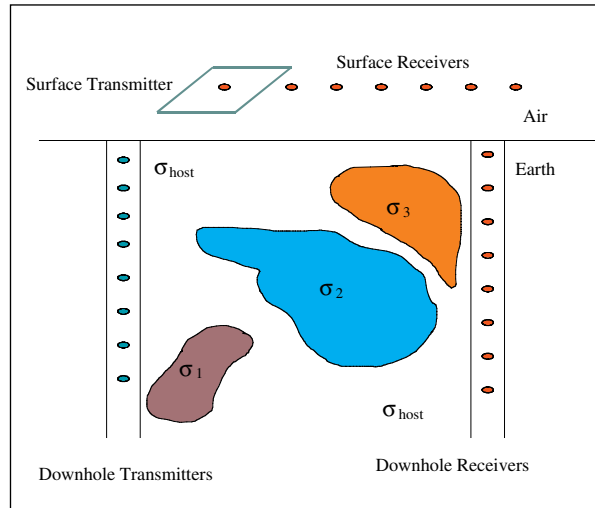 Surface Receivers
Surface Transmitter
Air
σhost
Earth
σ3
σ2
σ1
σhost
Downhole Transmitters
Downhole Receivers